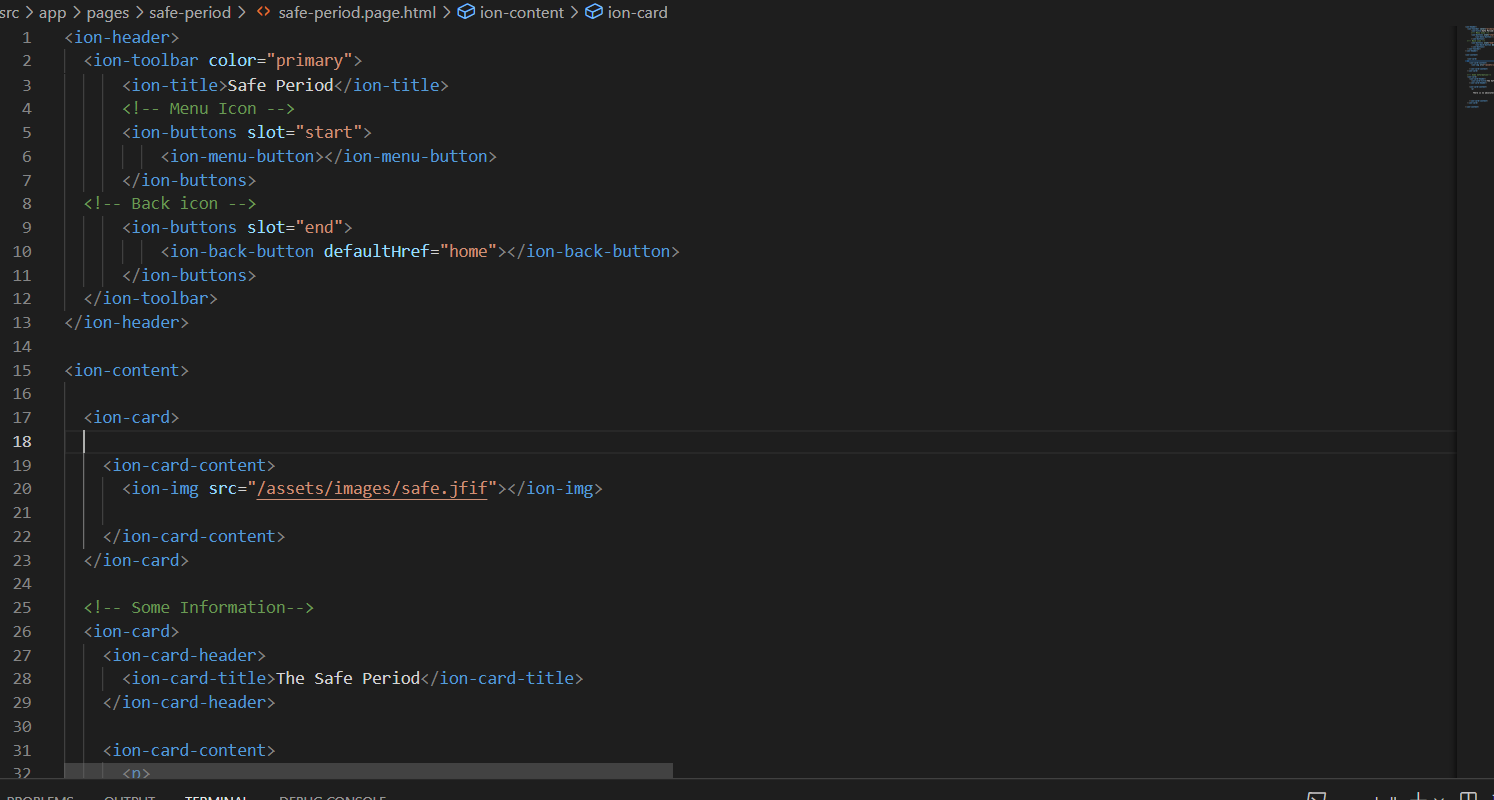 src > app > pages > safe-period > <> safe-period.page.html > ion-content > ion-card
1 <ion-header>
2 <ion-toolbar color="primary">
3 <ion-title>Safe Period</ion-title>
4 <!-- Menu Icon -->
5 <ion-buttons slot="start">
6 <ion-menu-button></ion-menu-button>
7 </ion-buttons>
8 <!-- Back icon -->
9 <ion-buttons slot="end">
10 <ion-back-button defaultHref="home"></ion-back-button>
11 </ion-buttons>
12 </ion-toolbar>
13 </ion-header>
14
15 <ion-content>
16
17 <ion-card>
18
19 <ion-card-content>
20 <ion-img src="/assets/images/safe.jfif"></ion-img>
21
22 </ion-card-content>
23 </ion-card>
24
25 <!-- Some Information-->
26 <ion-card>
27 <ion-card-header>
28 <ion-card-title>The Safe Period</ion-card-title>
29 </ion-card-header>
30
31 <ion-card-content>
32 <p>
PROBLEMS OUTPUT TERMINAL DEBUG CONSOLE